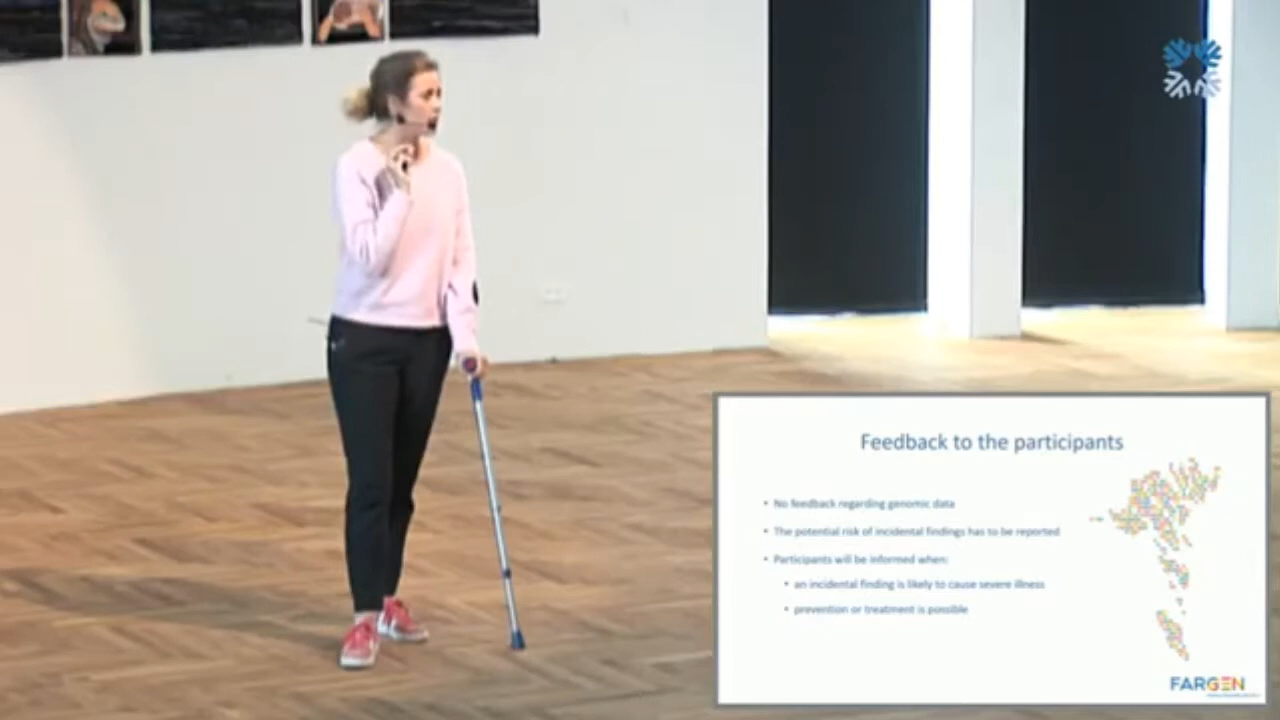 Feedback to the participants
• No feedback regarding genomic data
• The potential risk of incidental findings has to be reported
• Participants will be informed when:
• an incidental finding is likely to cause severe illness
• prevention or treatment is possible
FARGEN